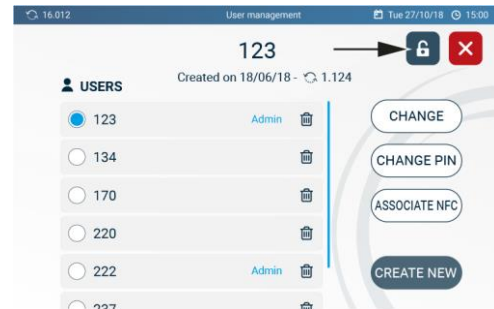 16.012 User management Tue 27/10/18 15:00
123
Created on 18/06/18 - 1.124
USERS
123 Admin
134
170
220
222 Admin
237
CHANGE
CHANGE PIN
ASSOCIATE NFC
CREATE NEW